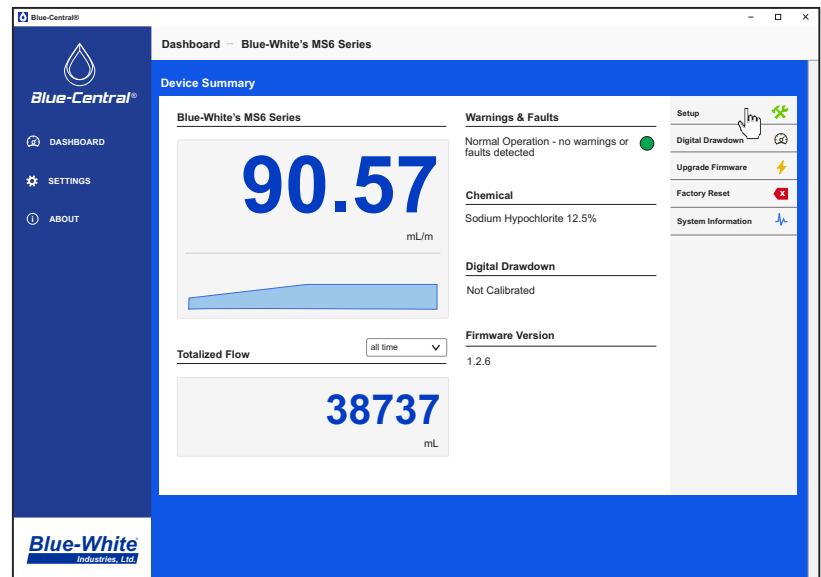 Blue-Central®
Dashboard – Blue-White's MS6 Series
Blue-Central®
DASHBOARD
SETTINGS
ABOUT
Blue-White
Industries, Ltd.
Device Summary
Blue-White's MS6 Series
90.57
mL/m
Totalized Flow
all time
38737
mL
Warnings & Faults
Normal Operation - no warnings or
faults detected
Chemical
Sodium Hypochlorite 12.5%
Digital Drawdown
Not Calibrated
Firmware Version
1.2.6
Setup
Digital Drawdown
Upgrade Firmware
Factory Reset
System Information